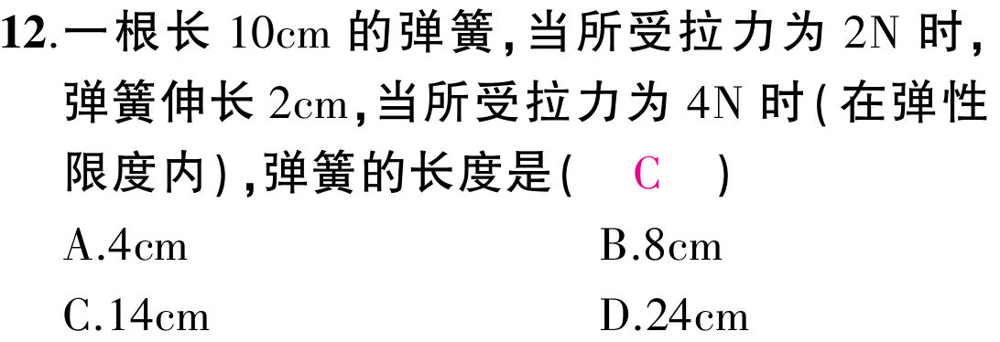 12.一根长 10cm 的弹簧,当所受拉力为 2N 时,
弹簧伸长 2cm,当所受拉力为 4N 时(在弹性
限度内),弹簧的长度是( C )
A.4cm B.8cm
C.14cm D.24cm